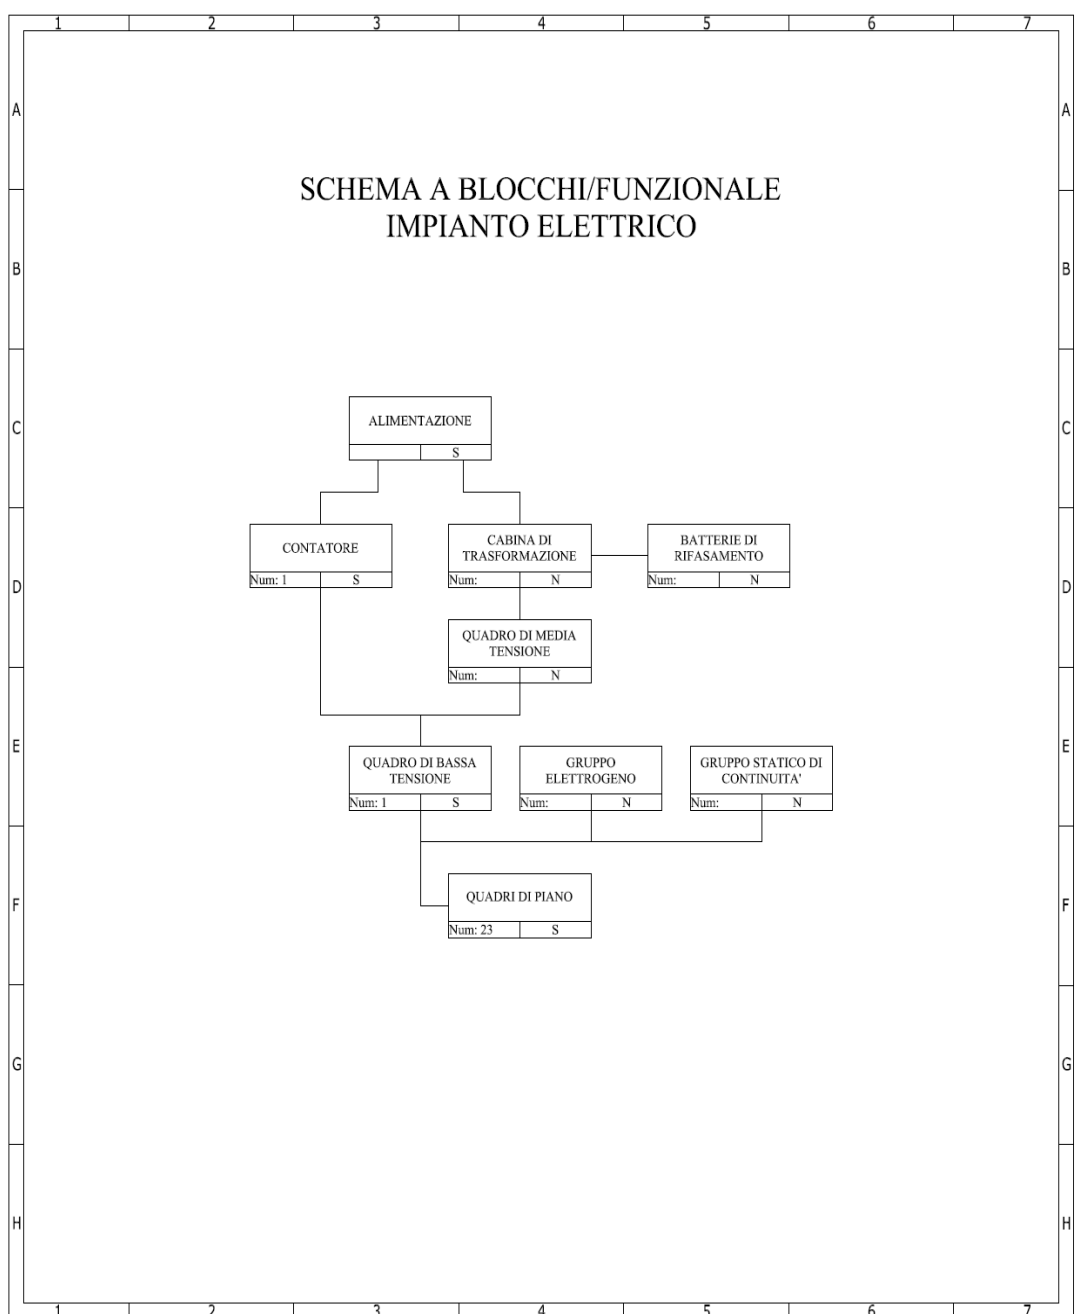 1 2 3 4 5 6 7
A A
SCHEMA A BLOCCHI/FUNZIONALE
IMPIANTO ELETTRICO
B B
C C
ALIMENTAZIONE
S
CONTATORE
Num: 1 S
CABINA DI
TRASFORMAZIONE
Num: N
BATTERIE DI
RIFASAMENTO
Num: N
D D
QUADRO DI MEDIA
TENSIONE
Num: N
E E
QUADRO DI BASSA
TENSIONE
Num: 1 S
GRUPPO
ELETTROGENO
Num: N
GRUPPO STATICO DI
CONTINUITA'
Num: N
F F
QUADRI DI PIANO
Num: 23 S
G G
H H
1 2 3 4 5 6 7